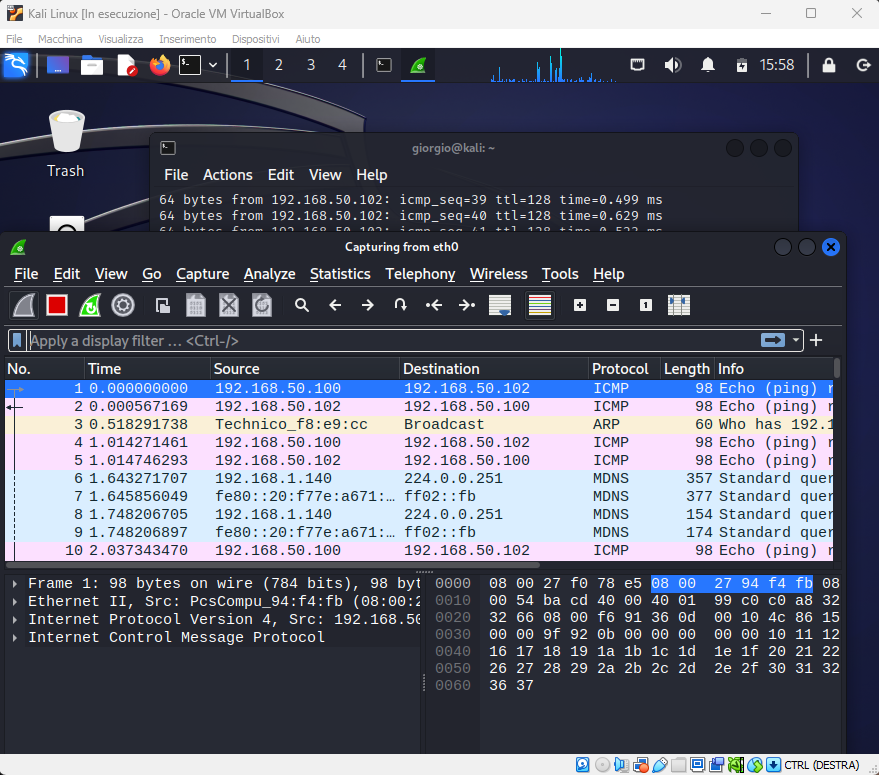 Kali Linux [In esecuzione] - Oracle VM VirtualBox
File Macchina Visualizza Inserimento Dispositivi Aiuto
1 2 3 4 15:58
Trash
giorgio@kali: ~
File Actions Edit View Help
64 bytes from 192.168.50.102: icmp_seq=39 ttl=128 time=0.499 ms
64 bytes from 192.168.50.102: icmp_seq=40 ttl=128 time=0.629 ms
Capturing from eth0
File Edit View Go Capture Analyze Statistics Telephony Wireless Tools Help
Apply a display filter ... <Ctrl-/>
No. Time Source Destination Protocol Length Info
1 0.000000000 192.168.50.100 192.168.50.102 ICMP 98 Echo (ping) r
2 0.000567169 192.168.50.102 192.168.50.100 ICMP 98 Echo (ping) r
3 0.518291738 Technico_f8:e9:cc Broadcast ARP 60 Who has 192.1
4 1.014271461 192.168.50.100 192.168.50.102 ICMP 98 Echo (ping) r
5 1.014746293 192.168.50.102 192.168.50.100 ICMP 98 Echo (ping) r
6 1.643271707 192.168.1.140 224.0.0.251 MDNS 357 Standard quer
7 1.645856049 fe80::20:f77e:a671:… ff02::fb MDNS 377 Standard quer
8 1.748206705 192.168.1.140 224.0.0.251 MDNS 154 Standard quer
9 1.748206897 fe80::20:f77e:a671:… ff02::fb MDNS 174 Standard quer
10 2.037343470 192.168.50.100 192.168.50.102 ICMP 98 Echo (ping) r
Frame 1: 98 bytes on wire (784 bits), 98 byt
Ethernet II, Src: PcsCompu_94:f4:fb (08:00:2
Internet Protocol Version 4, Src: 192.168.50
Internet Control Message Protocol
0000 08 00 27 f0 78 e5 08 00 27 94 f4 fb 08
0010 00 54 ba cd 40 00 40 01 99 c0 c0 a8 32
0020 32 66 08 00 f6 91 36 0d 00 10 4c 86 15
0030 00 00 9f 92 0b 00 00 00 00 00 10 11 12
0040 16 17 18 19 1a 1b 1c 1d 1e 1f 20 21 22
0050 26 27 28 29 2a 2b 2c 2d 2e 2f 30 31 32
0060 36 37
CTRL (DESTRA)